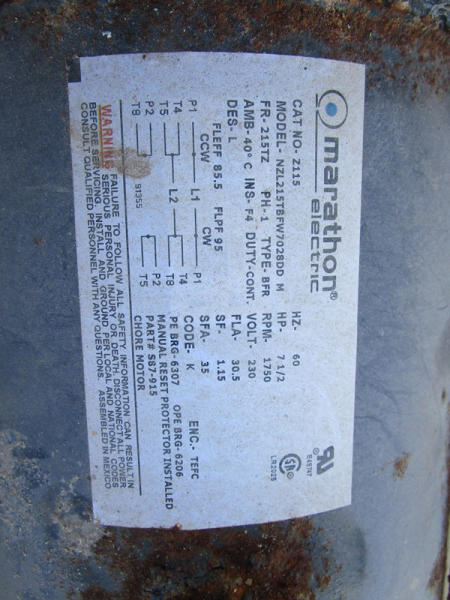 marathon®
electric
CAT NO- Z115
MODEL- NZL215TBFW7028DD M
FR- 215TZ PH- 1 TYPE- BFR
AMB- 40°C INS- F4 DUTY-CONT.
DES- L
HZ- 60
HP- 7 1/2
RPM- 1750
VOLT- 230
FLA- 30.5
SF- 1.15
SFA- 35
CODE- K
ENC.- TEFC
FLEFF 85.5 FLPF 95
CCW CW
P1 L1 P1
T4 T4
T5 L2 T8
P2 P2
T8 T5
91355
PE BRG-6307 OPE BRG-6206
MANUAL RESET PROTECTOR INSTALLED
PART# S87-915
CHORE MOTOR
WARNING FAILURE TO FOLLOW ALL SAFETY INFORMATION CAN RESULT IN
SERIOUS PERSONAL INJURY OR DEATH. DISCONNECT ALL POWER
BEFORE SERVICING. INSTALL AND GROUND PER LOCAL AND NATIONAL CODES
CONSULT QUALIFIED PERSONNEL WITH ANY QUESTIONS. ASSEMBLED IN MEXICO
LR2025